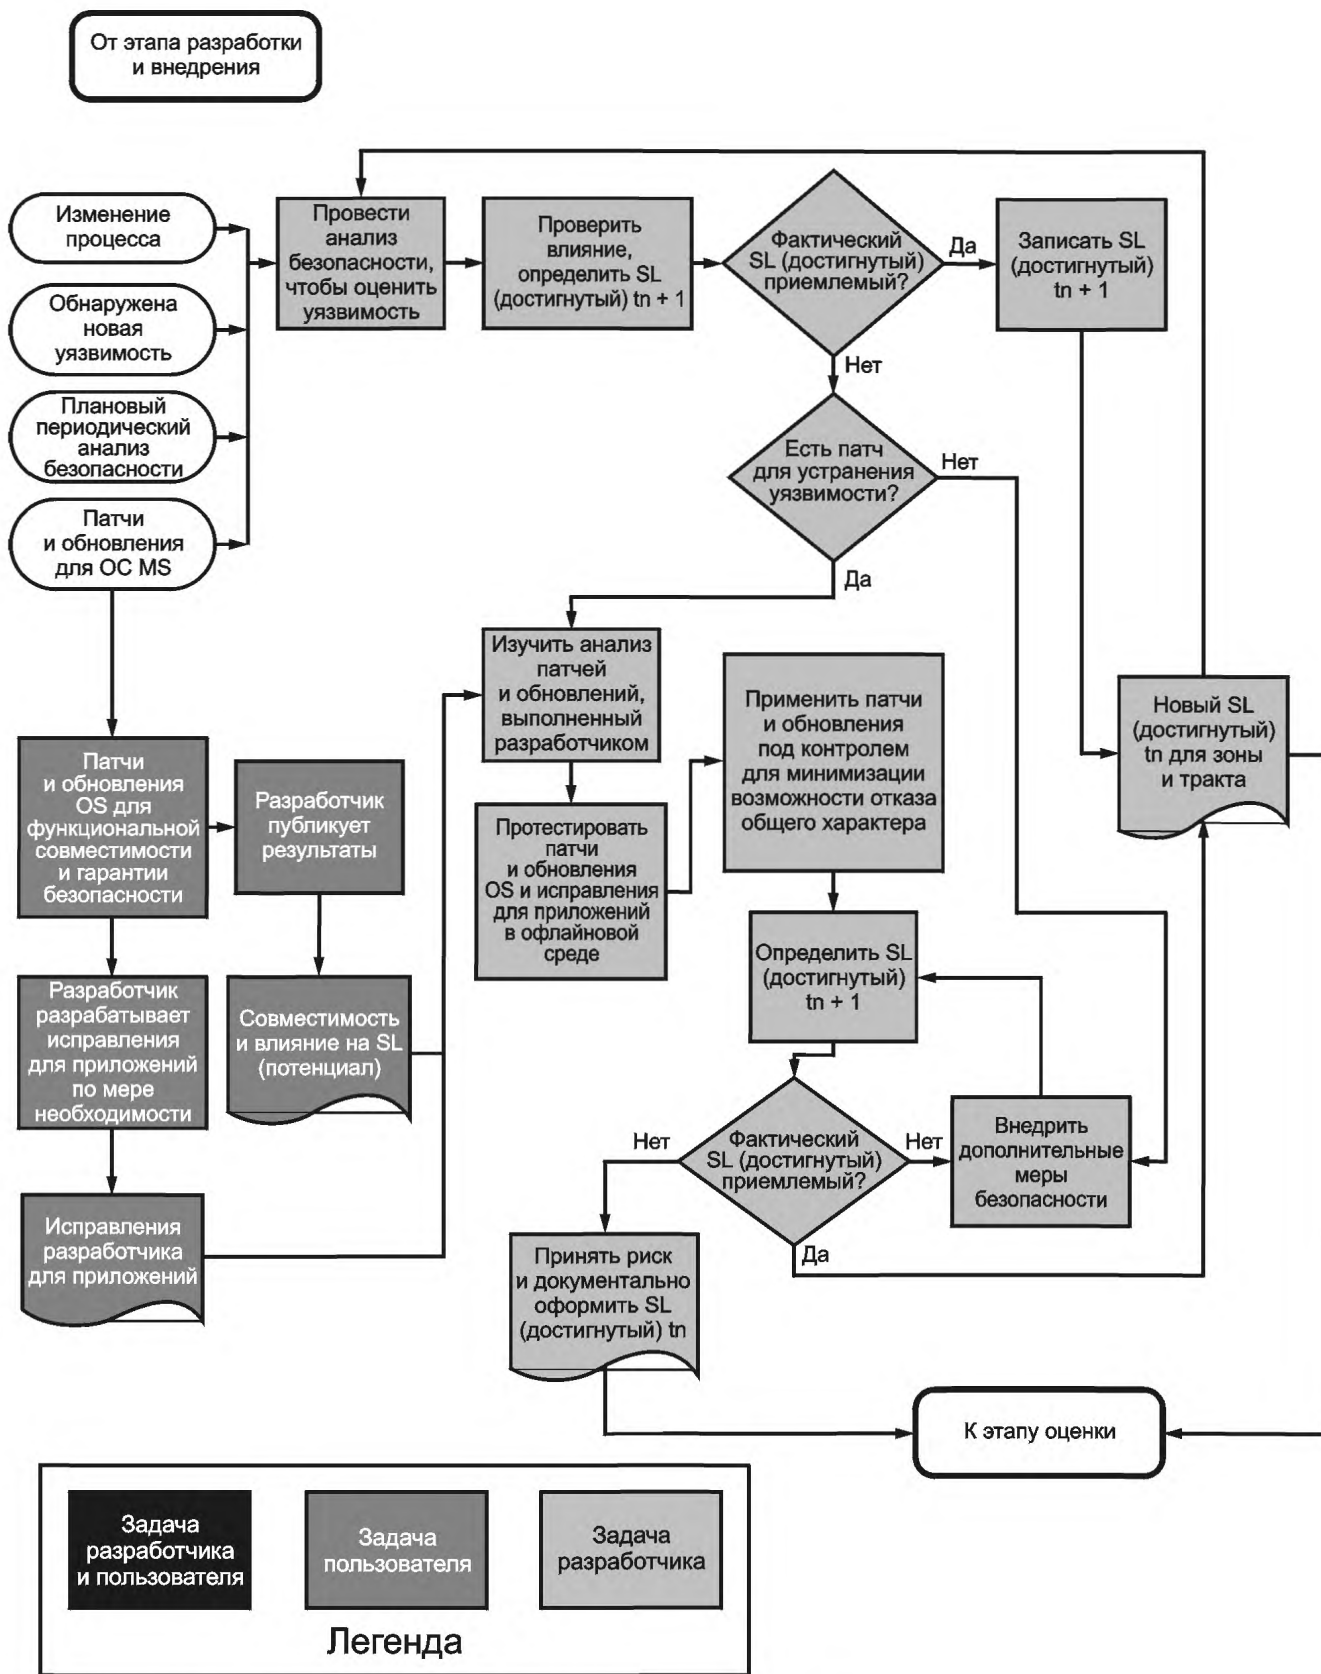 От этапа разработки
и внедрения
Изменение
процесса
Обнаружена
новая
уязвимость
Плановый
периодический
анализ
безопасности
Патчи
и обновления
для ОС MS
Провести
анализ
безопасности,
чтобы оценить
уязвимость
Проверить
влияние,
определить SL
(достигнутый) tn + 1
Фактический
SL (достигнутый)
приемлемый?
Да
Записать SL
(достигнутый)
tn + 1
Нет
Есть патч
для устранения
уязвимости?
Нет
Да
Изучить анализ
патчей
и обновлений,
выполненный
разработчиком
Применить патчи
и обновления
под контролем
для минимизации
возможности отказа
общего характера
Новый SL
(достигнутый)
tn для зоны
и тракта
Патчи
и обновления
OS для
функциональной
совместимости
и гарантии
безопасности
Разработчик
публикует
результаты
Протестировать
патчи
и обновления
OS и исправления
для приложений
в офлайновой
среде
Определить SL
(достигнутый)
tn + 1
Разработчик
разрабатывает
исправления
для приложений
по мере
необходимости
Совместимость
и влияние на SL
(потенциал)
Нет
Фактический
SL (достигнутый)
приемлемый?
Нет
Внедрить
дополнительные
меры
безопасности
Исправления
разработчика
для приложений
Да
Принять риск
и документально
оформить SL
(достигнутый) tn
К этапу оценки
Задача
разработчика
и пользователя
Задача
пользователя
Задача
разработчика
Легенда